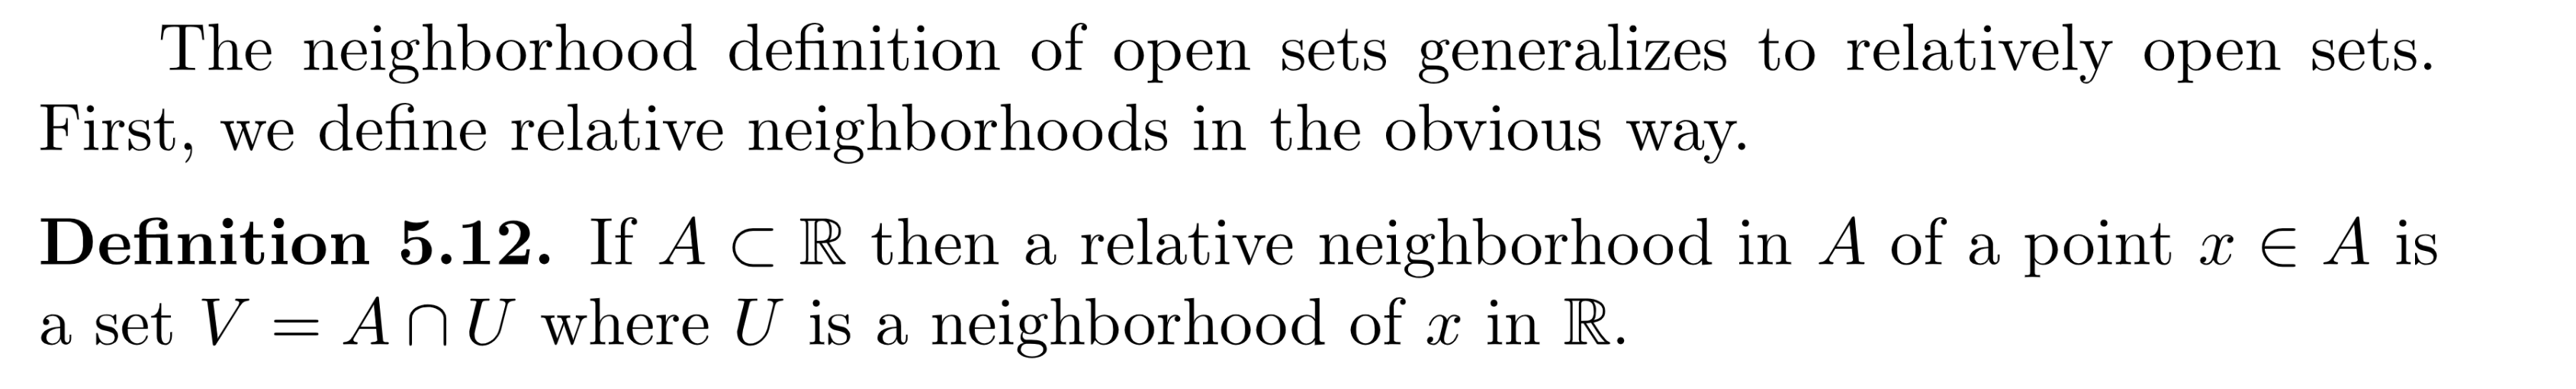 The neighborhood definition of open sets generalizes to relatively open sets.
First, we define relative neighborhoods in the obvious way.
Definition 5.12. If A ⊂ ℝ then a relative neighborhood in A of a point x ∈ A is
a set V = A ∩ U where U is a neighborhood of x in ℝ.